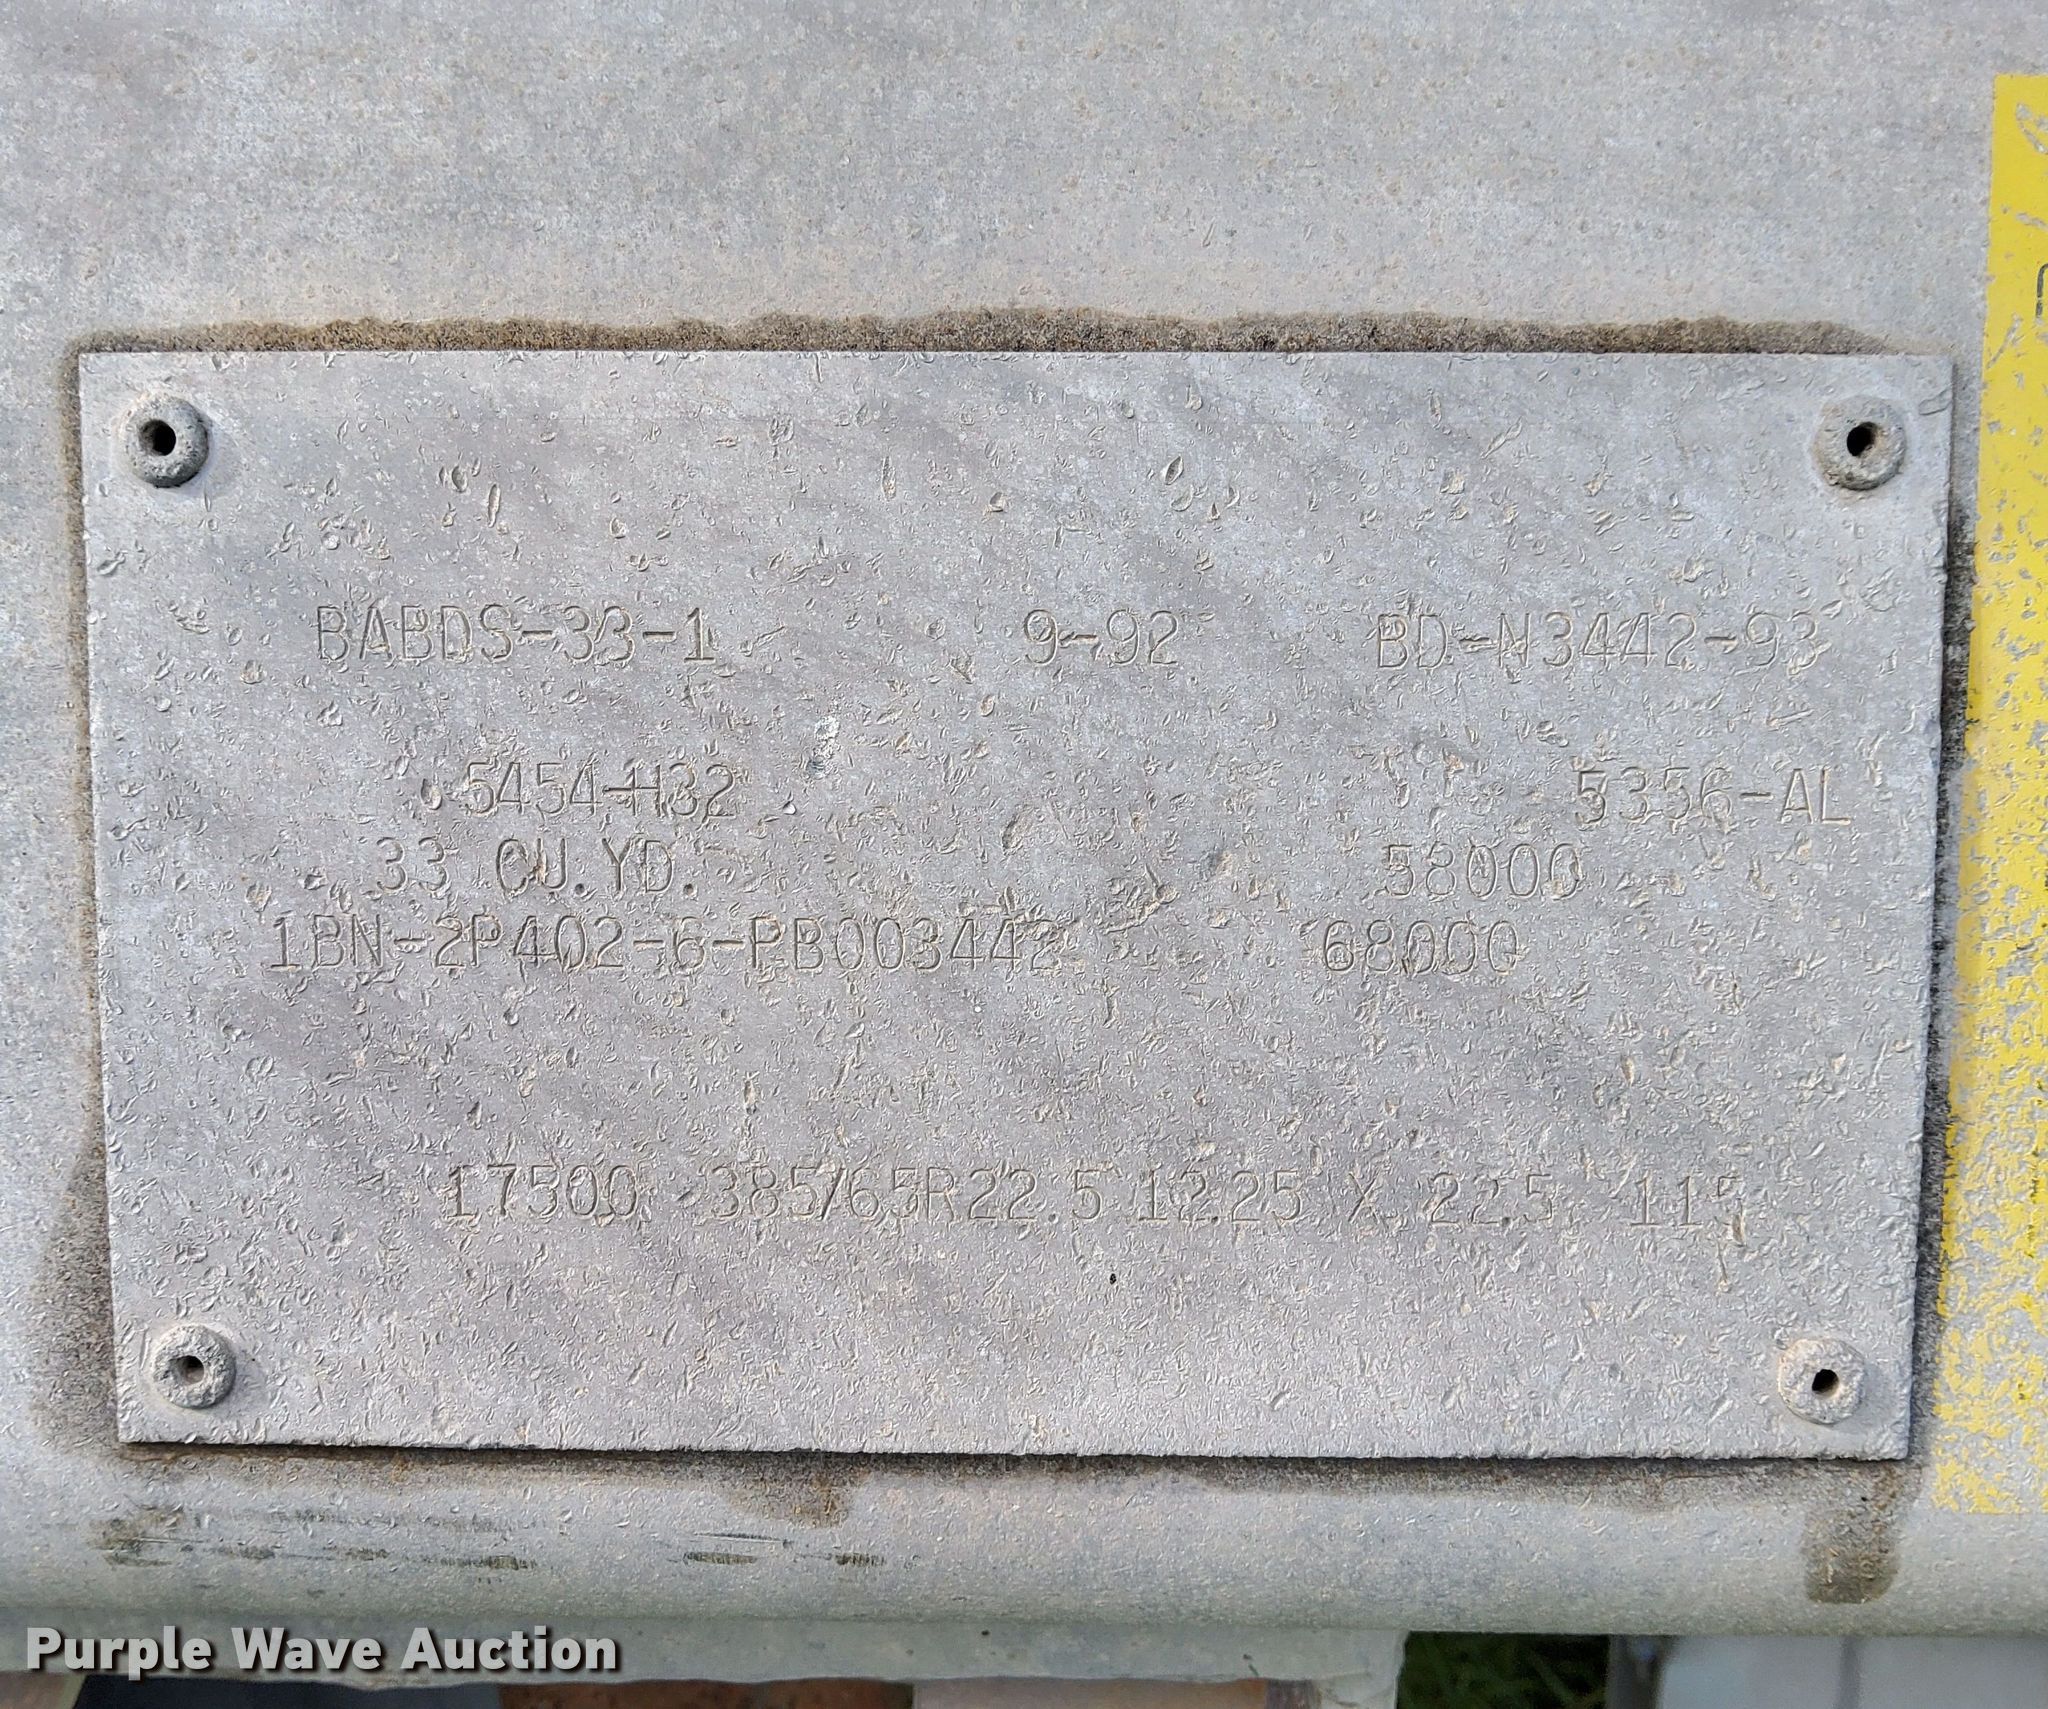 BABDS-33-1 9-92 BD-N3442-93
5454-H32 5356-AL
33 CU.YD. 58000
1BN-2P402-6-PB003442 68000
17500 385/65R22.5 12.25 X 22.5 115
Purple Wave Auction